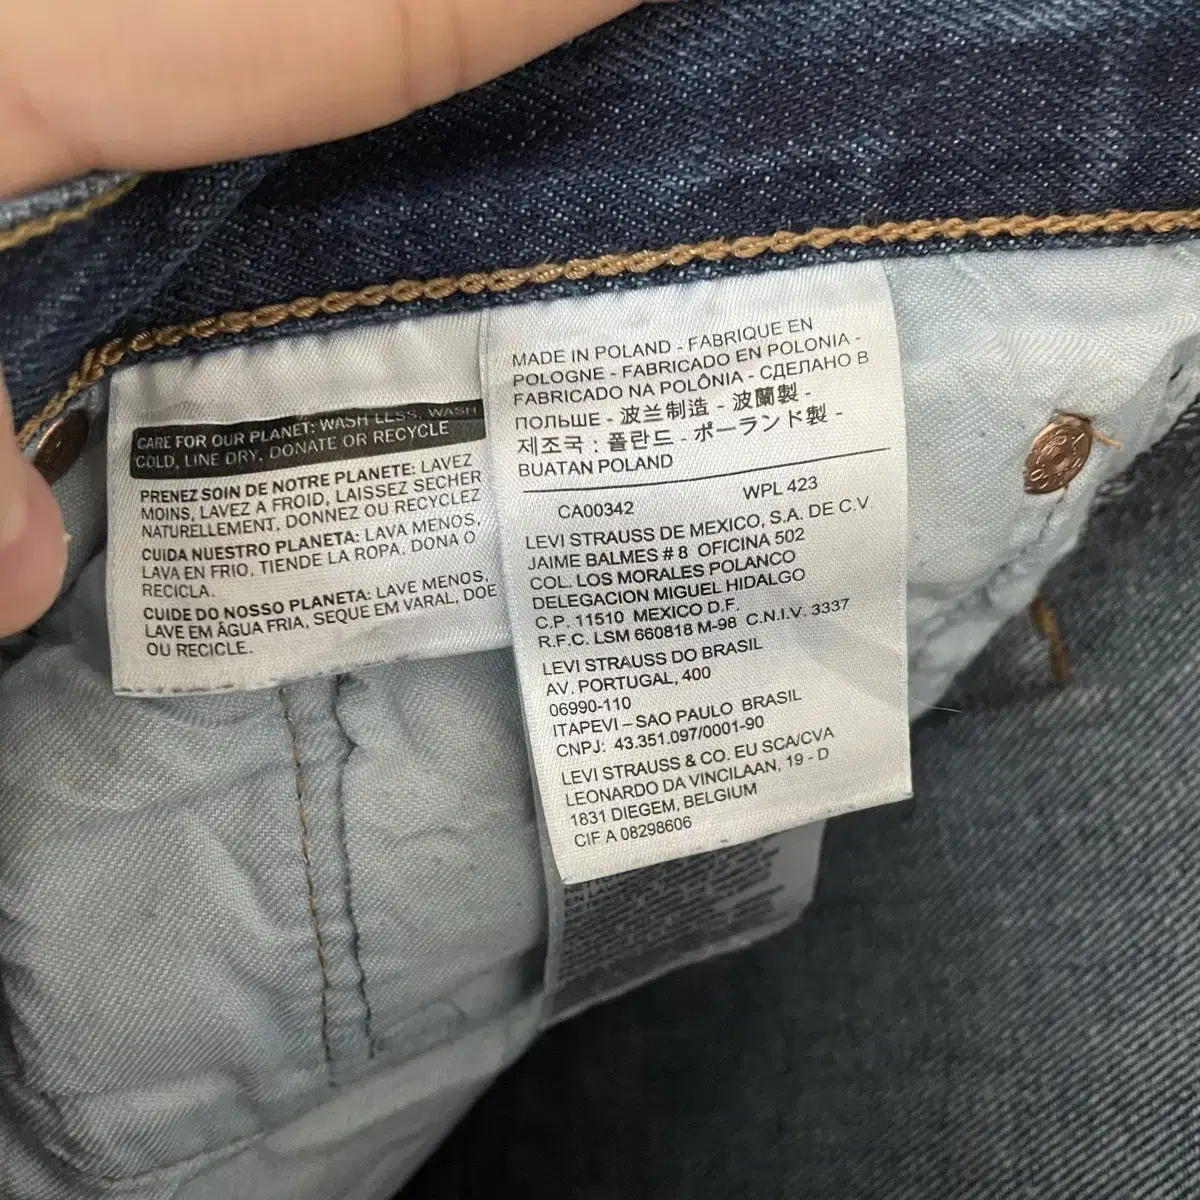 CARE FOR OUR PLANET: WASH LESS, WASH
COLD, LINE DRY, DONATE OR RECYCLE
PRENEZ SOIN DE NOTRE PLANETE: LAVEZ
MOINS, LAVEZ A FROID, LAISSEZ SECHER
NATURELLEMENT, DONNEZ OU RECYCLEZ
CUIDA NUESTRO PLANETA: LAVA MENOS,
LAVA EN FRIO, TIENDE LA ROPA, DONA O
RECICLA.
CUIDE DO NOSSO PLANETA: LAVE MENOS,
LAVE EM ÁGUA FRIA, SEQUE EM VARAL, DOE
OU RECICLE.
MADE IN POLAND - FABRIQUE EN
POLOGNE - FABRICADO EN POLONIA -
FABRICADO NA POLÔNIA - СДЕЛАНО В
ПОЛЬШЕ - 波兰制造 - 波蘭製 -
제조국 : 폴란드 - ポーランド製 -
BUATAN POLAND
CA00342 WPL 423
LEVI STRAUSS DE MEXICO, S.A. DE C.V
JAIME BALMES # 8 OFICINA 502
COL. LOS MORALES POLANCO
DELEGACION MIGUEL HIDALGO
C.P. 11510 MEXICO D.F.
R.F.C. LSM 660818 M-98 C.N.I.V. 3337
LEVI STRAUSS DO BRASIL
AV. PORTUGAL, 400
06990-110
ITAPEVI – SAO PAULO BRASIL
CNPJ: 43.351.097/0001-90
LEVI STRAUSS & CO. EU SCA/CVA
LEONARDO DA VINCILAAN, 19 - D
1831 DIEGEM, BELGIUM
CIF A 08298606